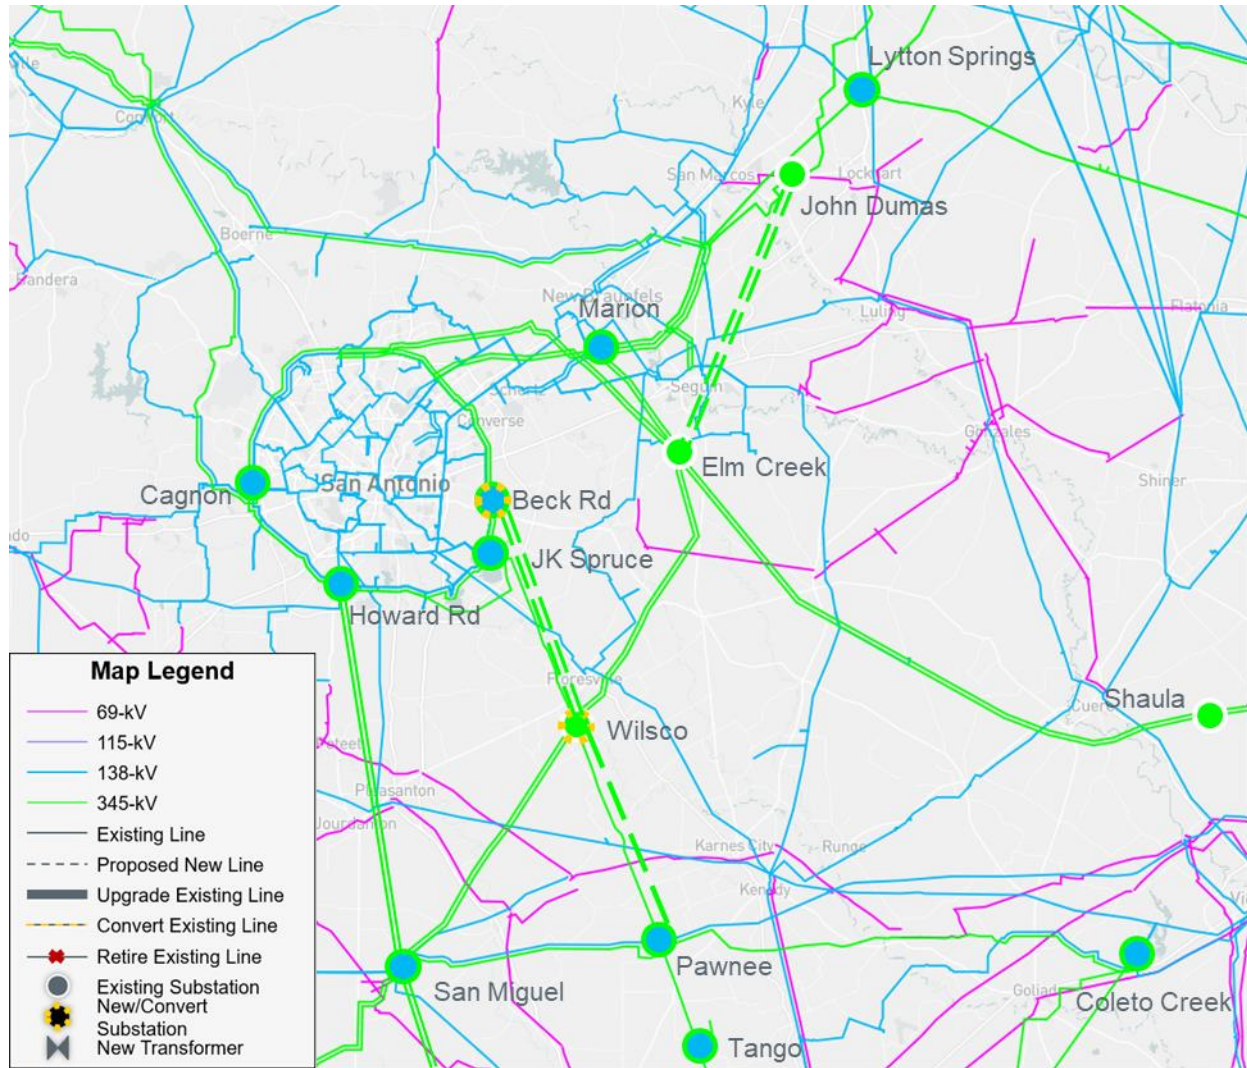 Lytton Springs
Kyle
Comfort
San Marcos
Lockhart
John Dumas
Boerne
Bandera
New Braunfels
Marion
Luling
Flatonia
Seguin
Schertz
Converse
Gonzales
Elm Creek
Shiner
San Antonio
Cagnon
Beck Rd
JK Spruce
Howard Rd
Floresville
Shaula
Cuero
Wilsco
Poteet
Pleasanton
Jourdanton
Karnes City
Runge
Kenedy
Pawnee
San Miguel
Goliad
Coleto Creek
Tango
Map Legend
69-kV
115-kV
138-kV
345-kV
Existing Line
Proposed New Line
Upgrade Existing Line
Convert Existing Line
Retire Existing Line
Existing Substation
New/Convert
Substation
New Transformer